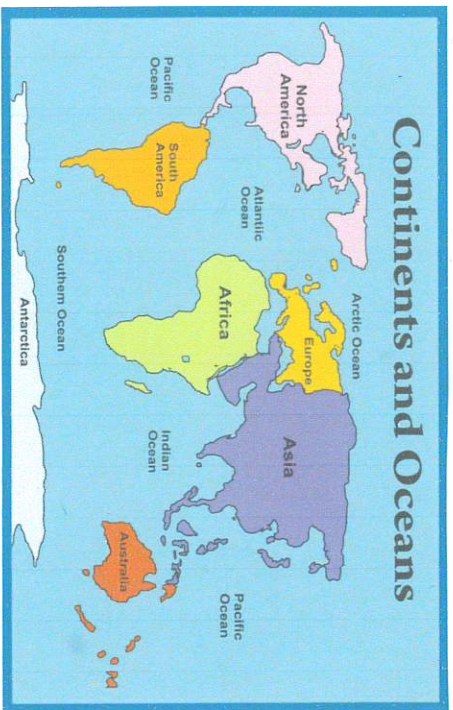 Continents and Oceans
Arctic Ocean
North
America
Europe
Asia
Atlantiic
Ocean
Pacific
Ocean
Pacific
Ocean
Africa
South
America
Indian
Ocean
Australia
Southern Ocean
Antarctica